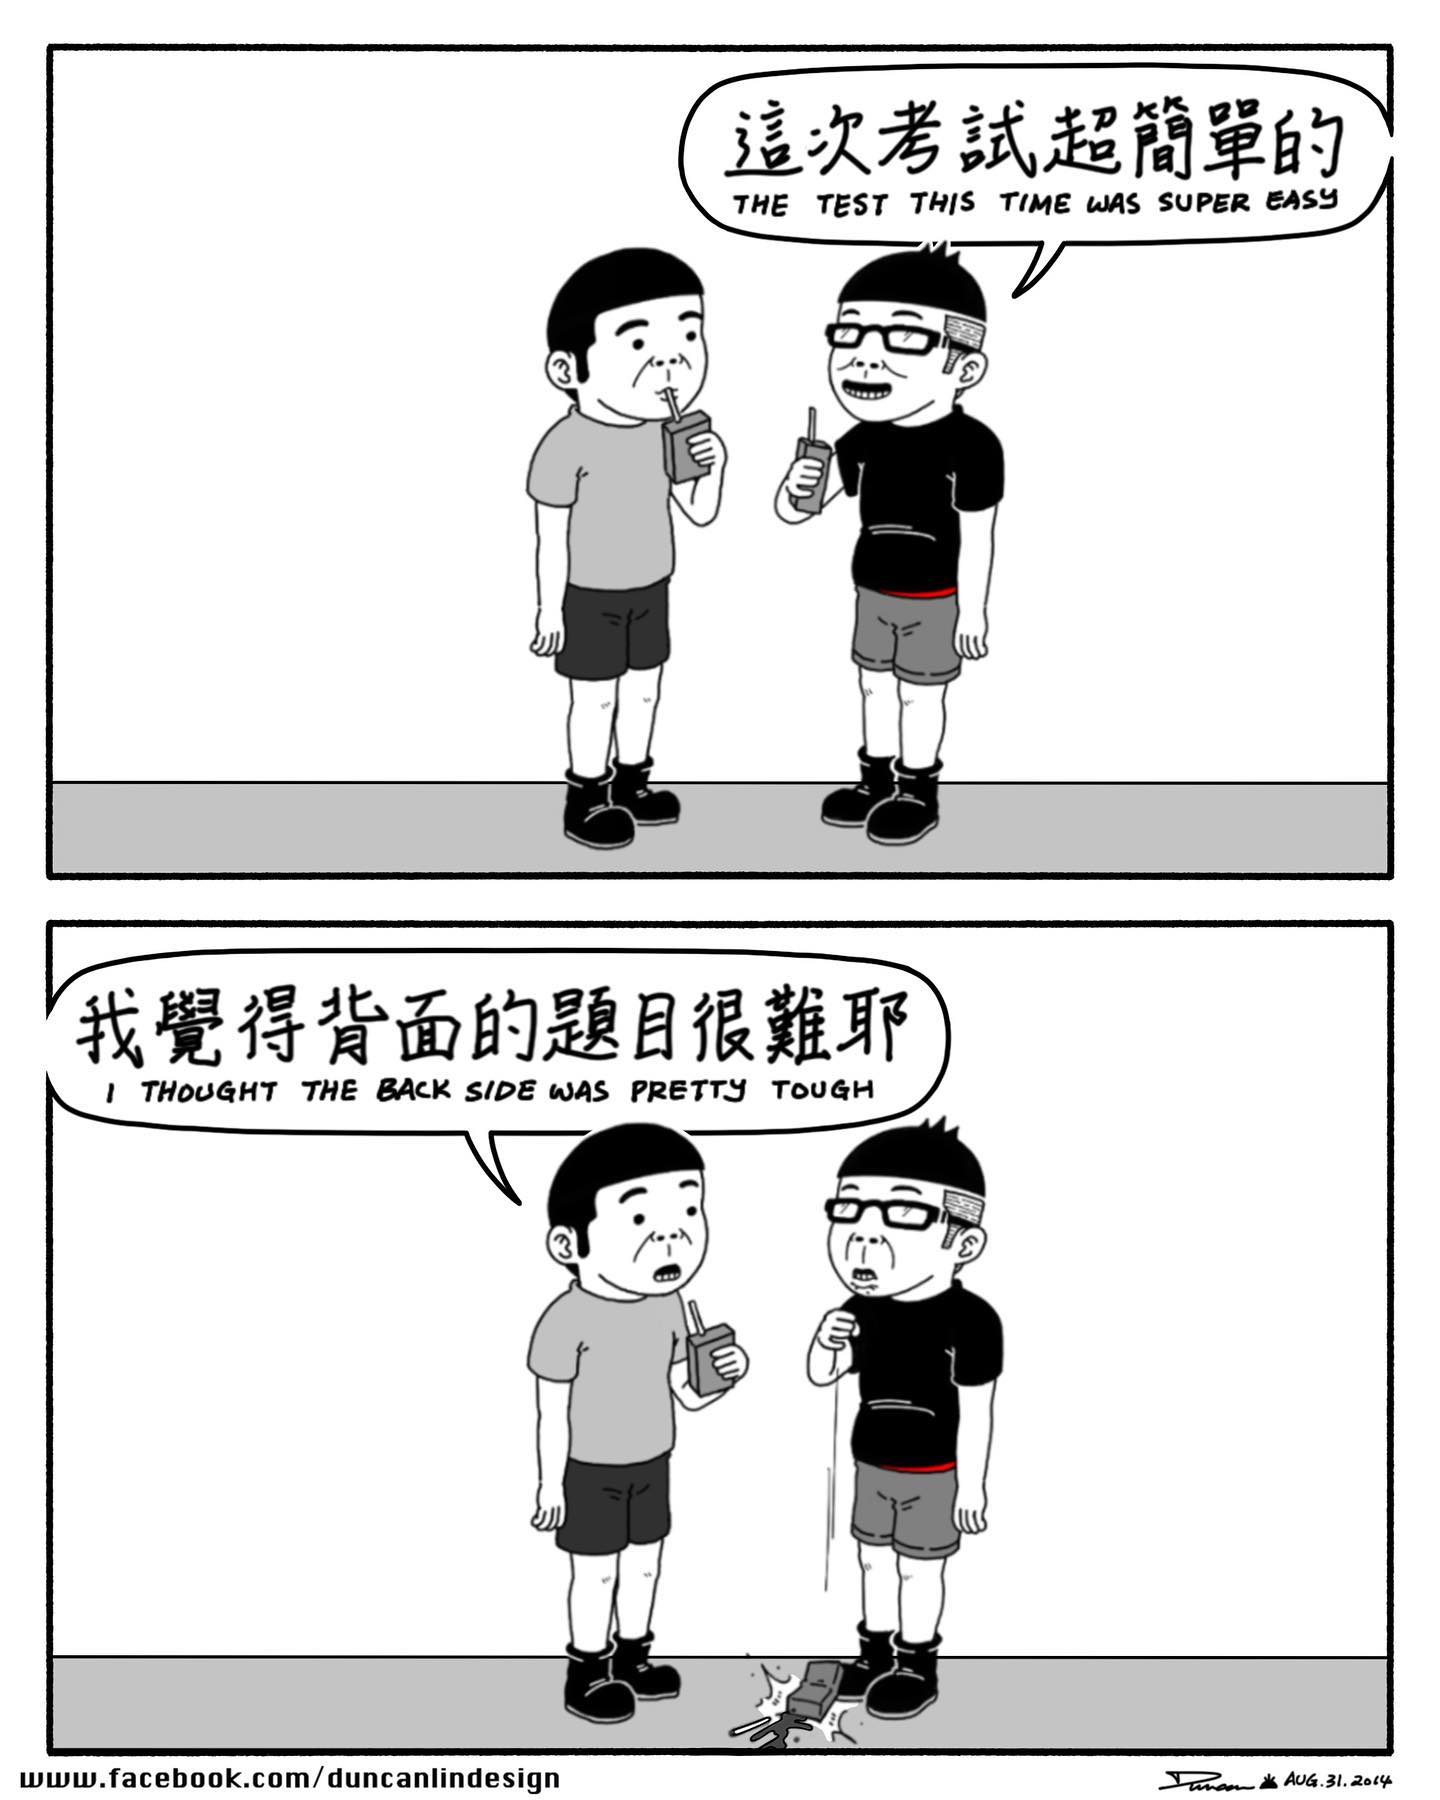 這次考試超簡單的
THE TEST THIS TIME WAS SUPER EASY
我覺得背面的題目很難耶
I THOUGHT THE BACK SIDE WAS PRETTY TOUGH
www.facebook.com/duncanlindesign
Duncan AUG.31.2014